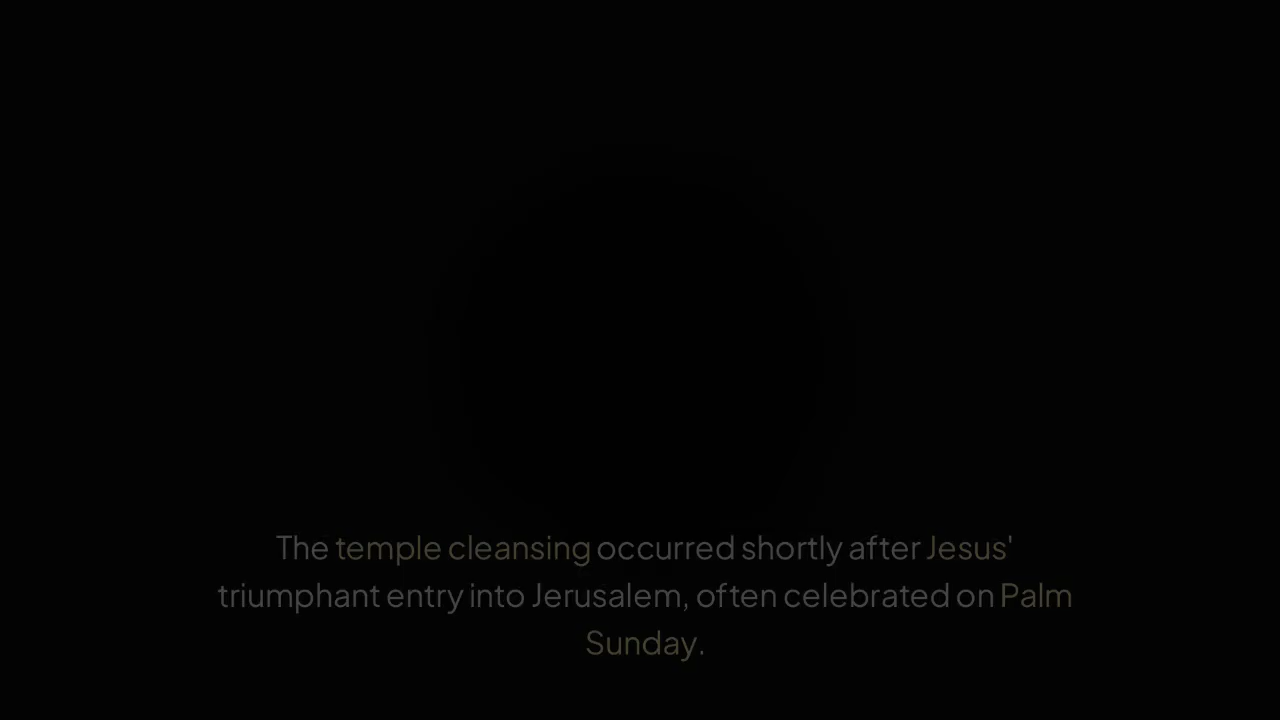 The temple cleansing occurred shortly after Jesus'
triumphant entry into Jerusalem, often celebrated on Palm
Sunday.